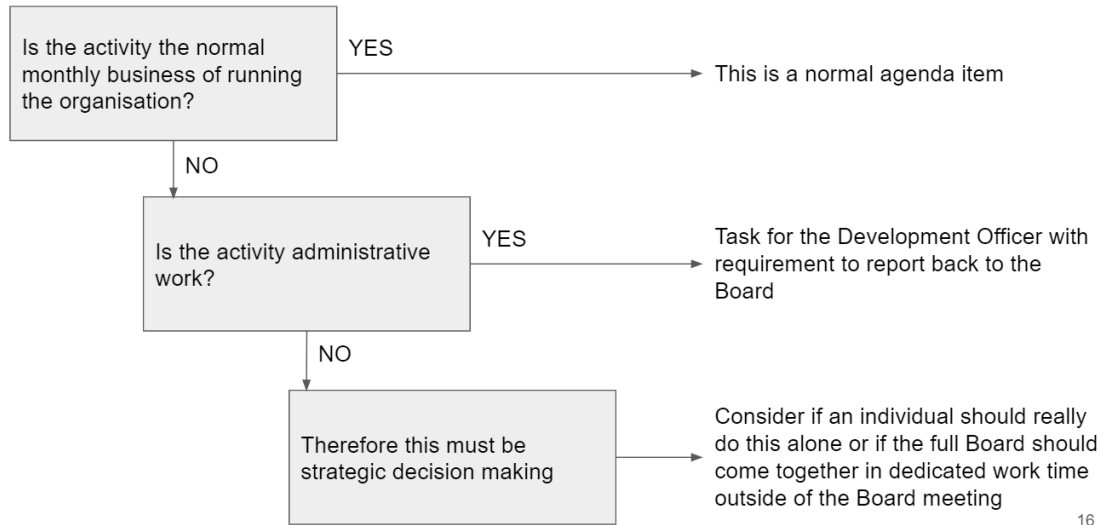 Is the activity the normal
monthly business of running
the organisation?
YES
This is a normal agenda item
NO
Is the activity administrative
work?
YES
Task for the Development Officer with
requirement to report back to the
Board
NO
Therefore this must be
strategic decision making
Consider if an individual should really
do this alone or if the full Board should
come together in dedicated work time
outside of the Board meeting
16